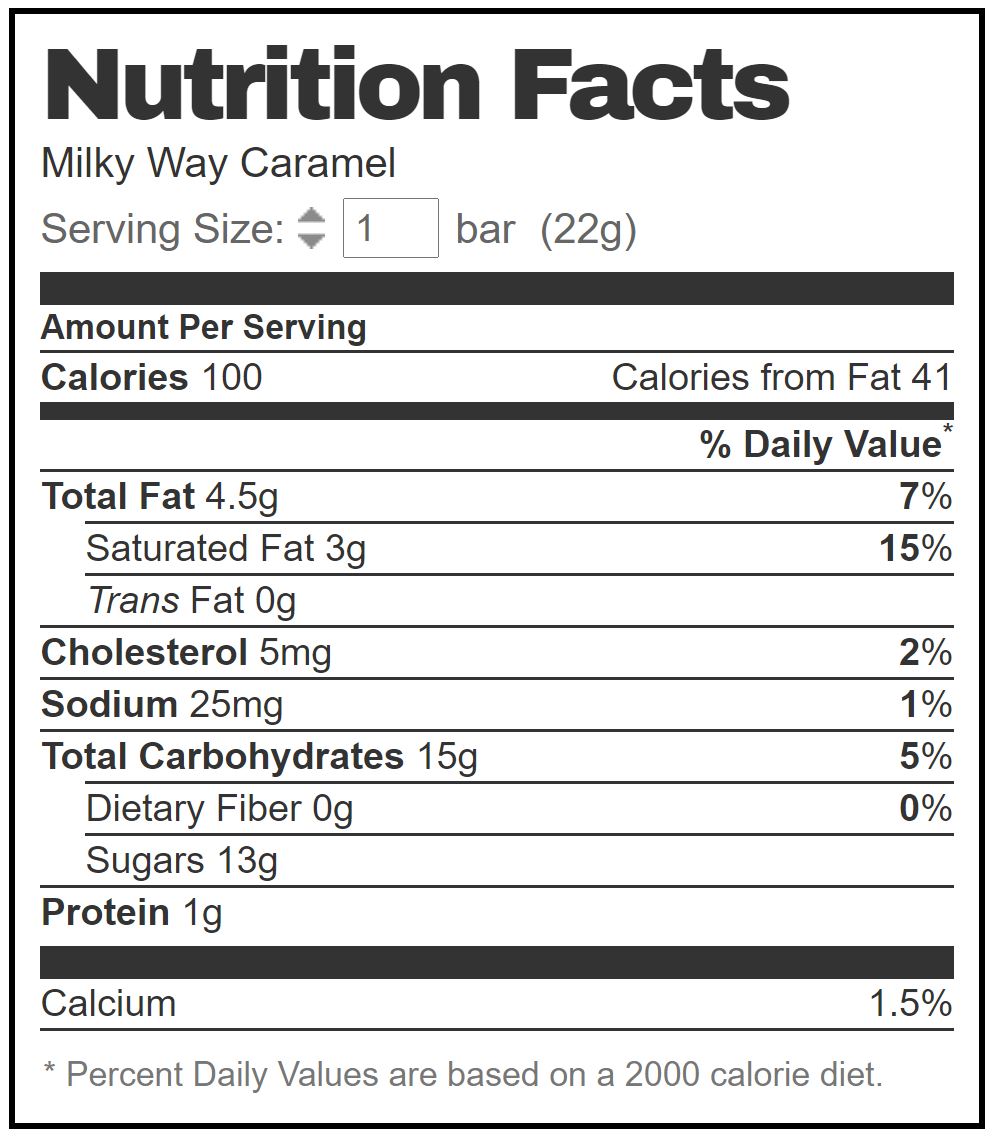 Nutrition Facts
Milky Way Caramel
Serving Size: 1 bar (22g)
Amount Per Serving
Calories 100 Calories from Fat 41
% Daily Value*
Total Fat 4.5g 7%
Saturated Fat 3g 15%
Trans Fat 0g
Cholesterol 5mg 2%
Sodium 25mg 1%
Total Carbohydrates 15g 5%
Dietary Fiber 0g 0%
Sugars 13g
Protein 1g
Calcium 1.5%
* Percent Daily Values are based on a 2000 calorie diet.